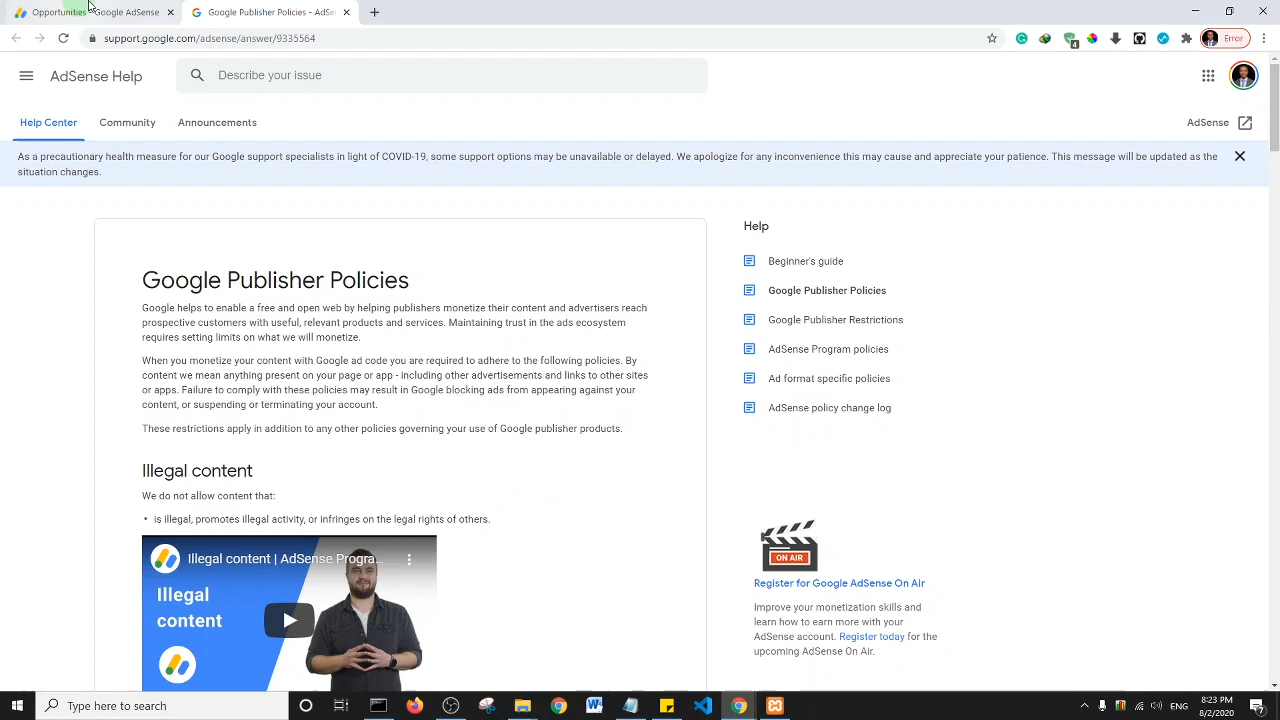 Opportunities - Google AdSense
Google Publisher Policies - AdSe
support.google.com/adsense/answer/9335564
4
Error
AdSense Help
Describe your issue
Help Center
Community
Announcements
AdSense
As a precautionary health measure for our Google support specialists in light of COVID-19, some support options may be unavailable or delayed. We apologize for any inconvenience this may cause and appreciate your patience. This message will be updated as the
situation changes.
Google Publisher Policies
Google helps to enable a free and open web by helping publishers monetize their content and advertisers reach
prospective customers with useful, relevant products and services. Maintaining trust in the ads ecosystem
requires setting limits on what we will monetize.
When you monetize your content with Google ad code you are required to adhere to the following policies. By
content we mean anything present on your page or app - including other advertisements and links to other sites
or apps. Failure to comply with these policies may result in Google blocking ads from appearing against your
content, or suspending or terminating your account.
These restrictions apply in addition to any other policies governing your use of Google publisher products.
Illegal content
We do not allow content that:
• is illegal, promotes illegal activity, or infringes on the legal rights of others.
Illegal content | AdSense Progra...
Illegal
content
Help
Beginner's guide
Google Publisher Policies
Google Publisher Restrictions
AdSense Program policies
Ad format specific policies
AdSense policy change log
ON AIR
Register for Google AdSense On Air
Improve your monetization skills and
learn how to earn more with your
AdSense account. Register today for the
upcoming AdSense On Air.
Type here to search
ENG
8:23 PM
8/2/2020